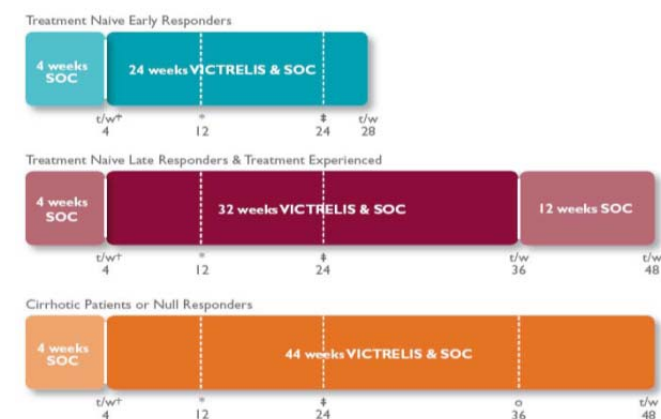 Treatment Naive Early Responders
4 weeks
SOC
24 weeks VICTRELIS & SOC
t/w† * ‡ t/w
4 12 24 28
Treatment Naive Late Responders & Treatment Experienced
4 weeks
SOC
32 weeks VICTRELIS & SOC
12 weeks SOC
t/w† * ‡ t/w t/w
4 12 24 36 48
Cirrhotic Patients or Null Responders
4 weeks
SOC
44 weeks VICTRELIS & SOC
t/w† * ‡ o t/w
4 12 24 36 48